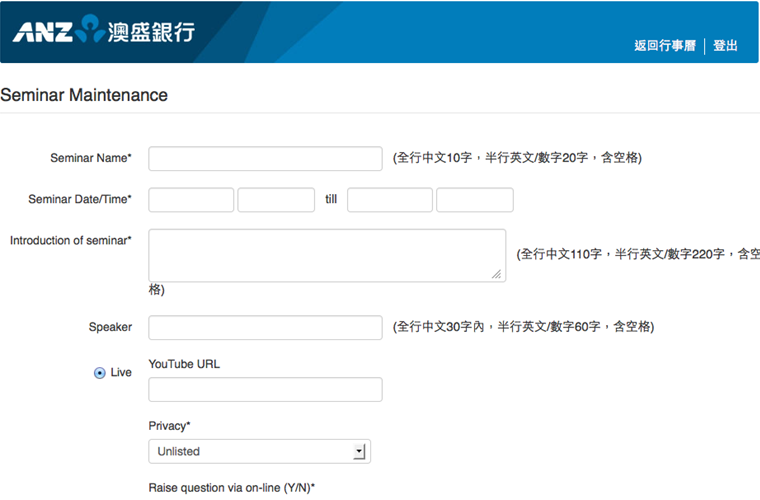 ANZ 澳盛銀行
返回行事曆 登出
Seminar Maintenance
Seminar Name* (全行中文10字，半行英文/數字20字，含空格)
Seminar Date/Time* till
Introduction of seminar* (全行中文110字，半行英文/數字220字，含空
格)
Speaker (全行中文30字內，半行英文/數字60字，含空格)
Live YouTube URL
Privacy*
Unlisted
Raise question via on-line (Y/N)*